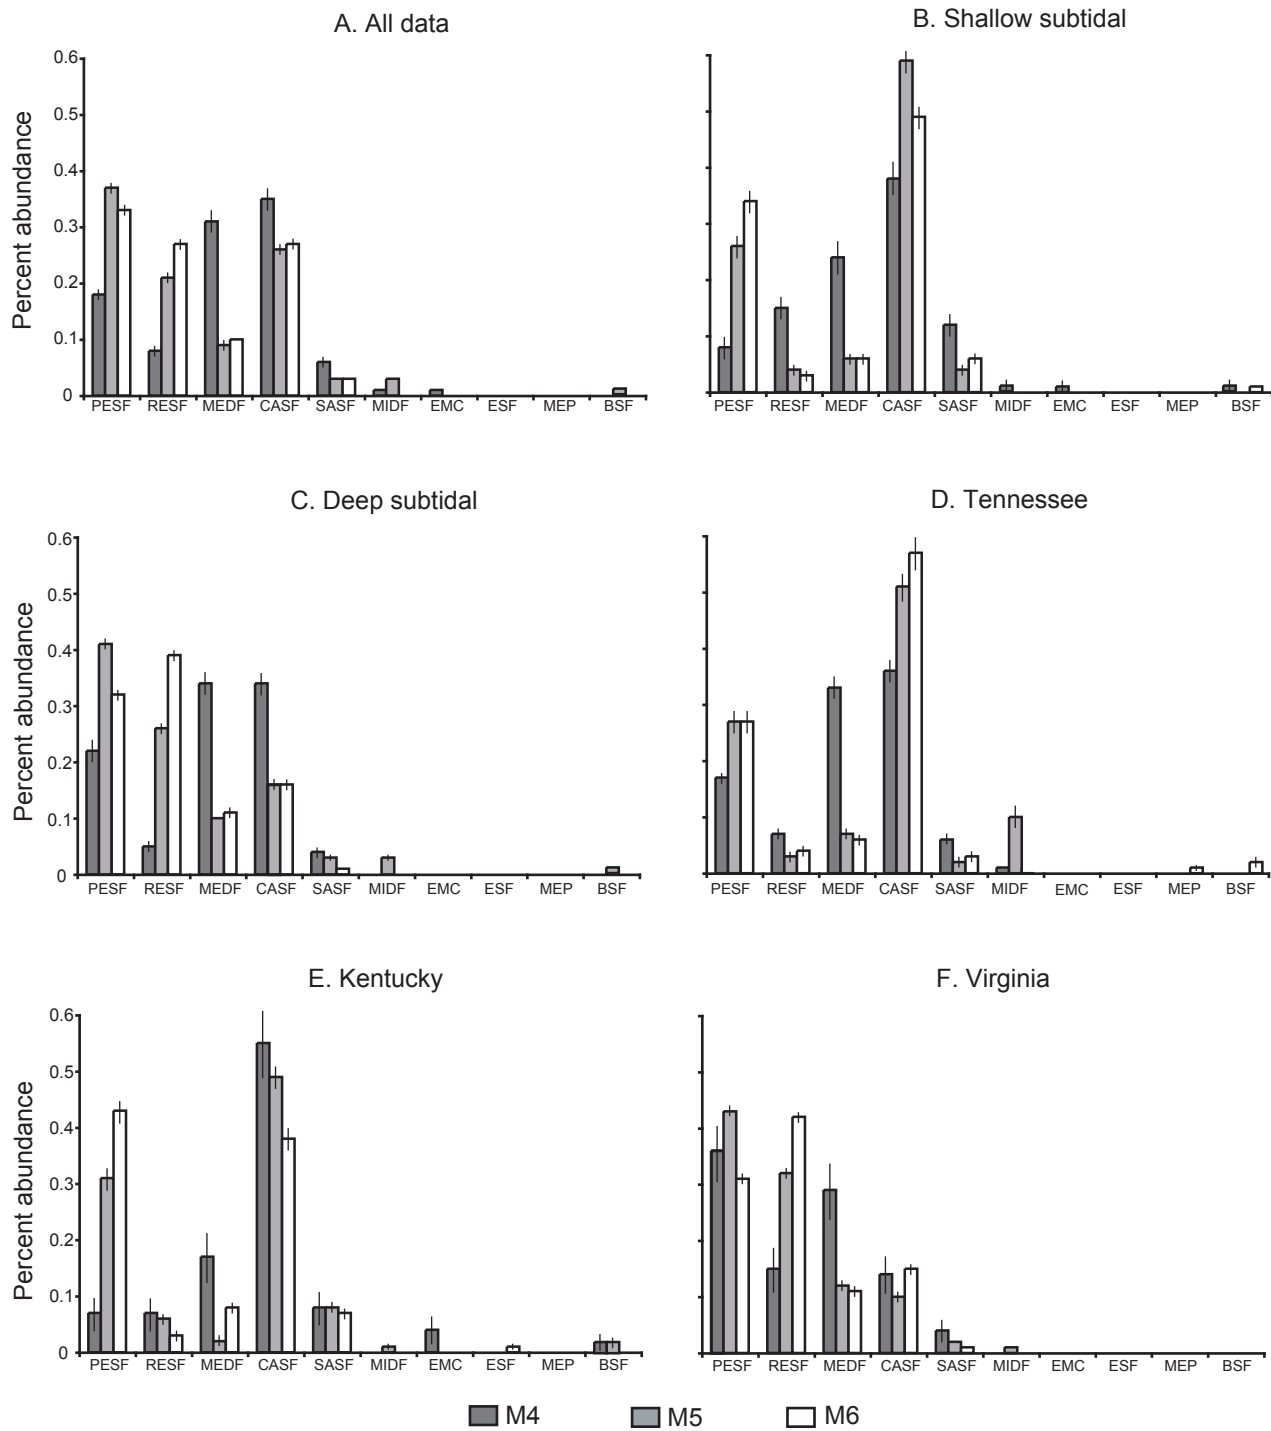 A. All data
B. Shallow subtidal
Percent abundance
0.6
0.5
0.4
0.3
0.2
0.1
0
PESF RESF MEDF CASF SASF MIDF EMC ESF MEP BSF
PESF RESF MEDF CASF SASF MIDF EMC ESF MEP BSF
C. Deep subtidal
D. Tennessee
Percent abundance
0.6
0.5
0.4
0.3
0.2
0.1
0
PESF RESF MEDF CASF SASF MIDF EMC ESF MEP BSF
PESF RESF MEDF CASF SASF MIDF EMC ESF MEP BSF
E. Kentucky
F. Virginia
Percent abundance
0.6
0.5
0.4
0.3
0.2
0.1
0
PESF RESF MEDF CASF SASF MIDF EMC ESF MEP BSF
PESF RESF MEDF CASF SASF MIDF EMC ESF MEP BSF
M4 M5 M6